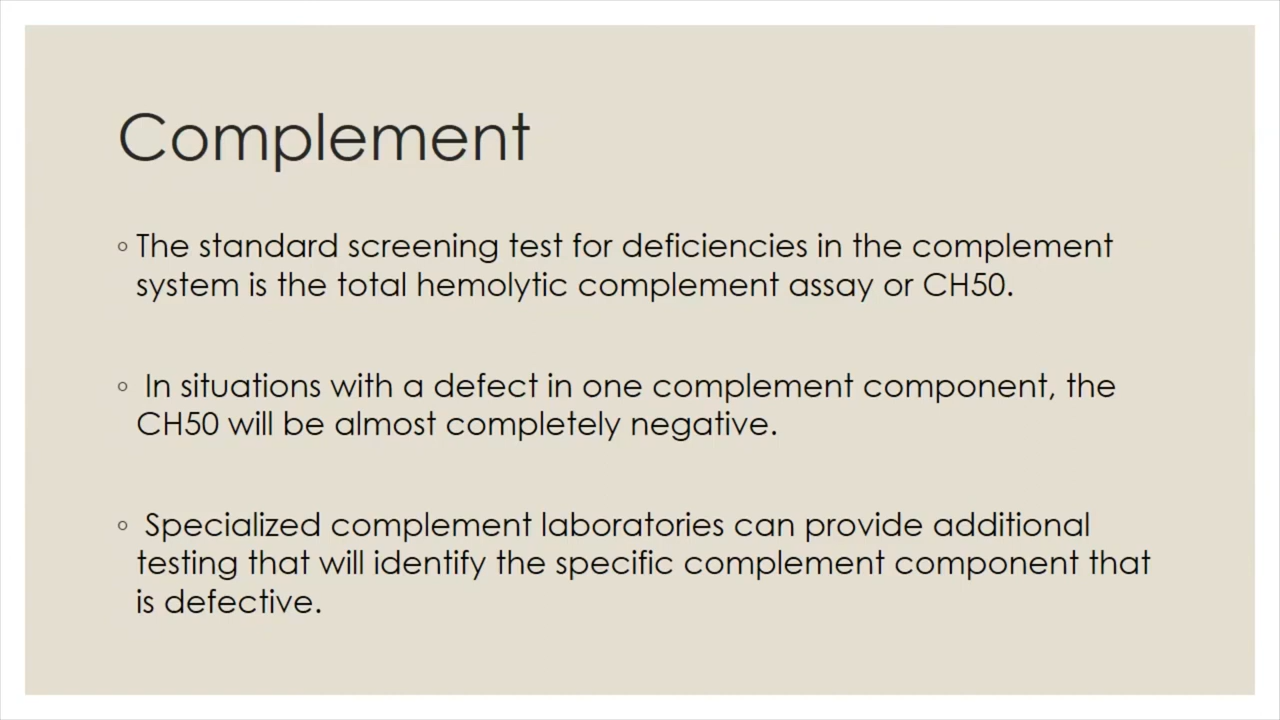 Complement
◦ The standard screening test for deficiencies in the complement
system is the total hemolytic complement assay or CH50.
◦ In situations with a defect in one complement component, the
CH50 will be almost completely negative.
◦ Specialized complement laboratories can provide additional
testing that will identify the specific complement component that
is defective.